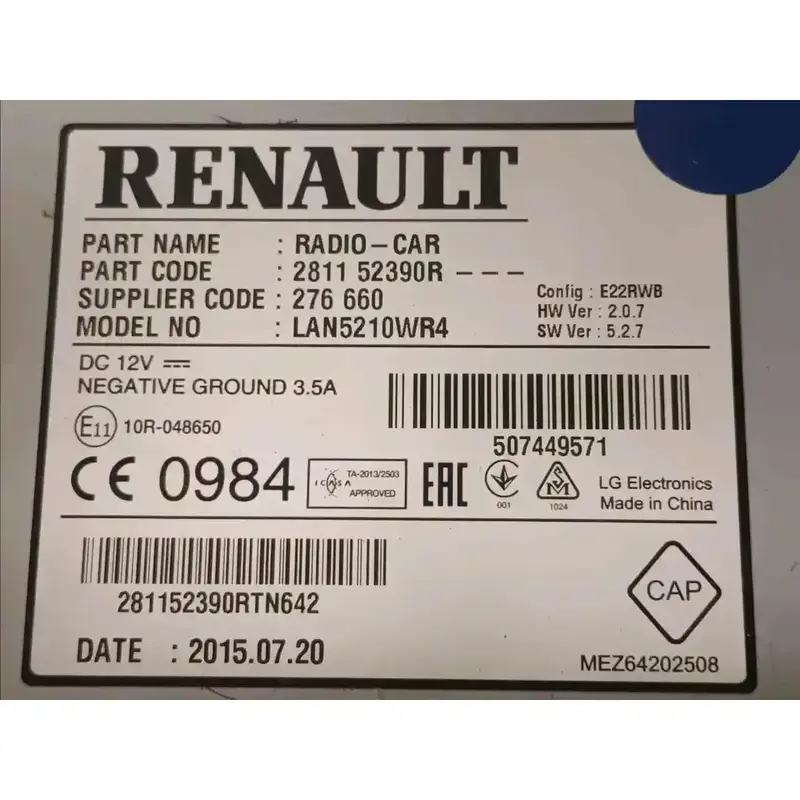 RENAULT
PART NAME : RADIO-CAR
PART CODE : 2811 52390R ---
SUPPLIER CODE : 276 660
MODEL NO : LAN5210WR4
Config : E22RWB
HW Ver : 2.0.7
SW Ver : 5.2.7
DC 12V
NEGATIVE GROUND 3.5A
E11 10R-048650
507449571
CE 0984
ICASA
TA-2013/2503
APPROVED
EAC
001
1024
LG Electronics
Made in China
281152390RTN642
DATE : 2015.07.20
CAP
MEZ64202508